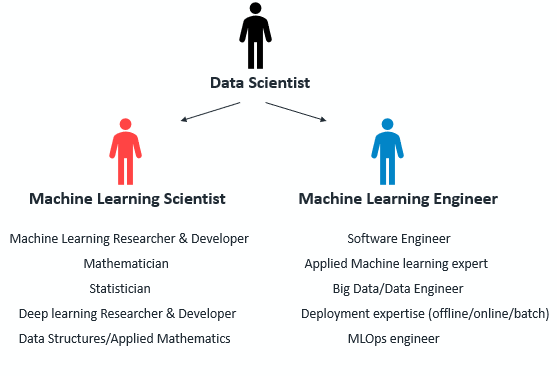 Data Scientist
Machine Learning Scientist
Machine Learning Researcher & Developer
Mathematician
Statistician
Deep learning Researcher & Developer
Data Structures/Applied Mathematics
Machine Learning Engineer
Software Engineer
Applied Machine learning expert
Big Data/Data Engineer
Deployment expertise (offline/online/batch)
MLOps engineer